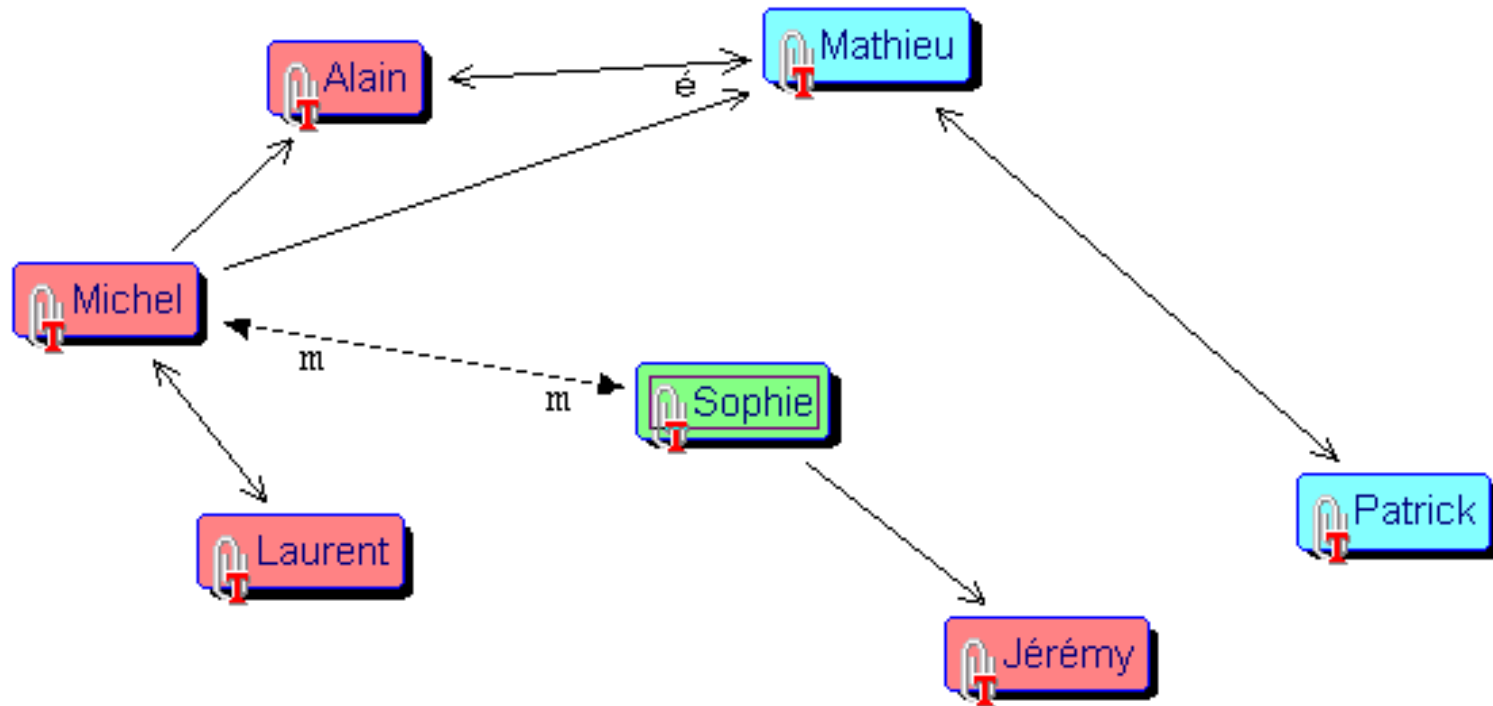 Mathieu
Alain
é
Michel
m
m
Sophie
Patrick
Laurent
Jérémy